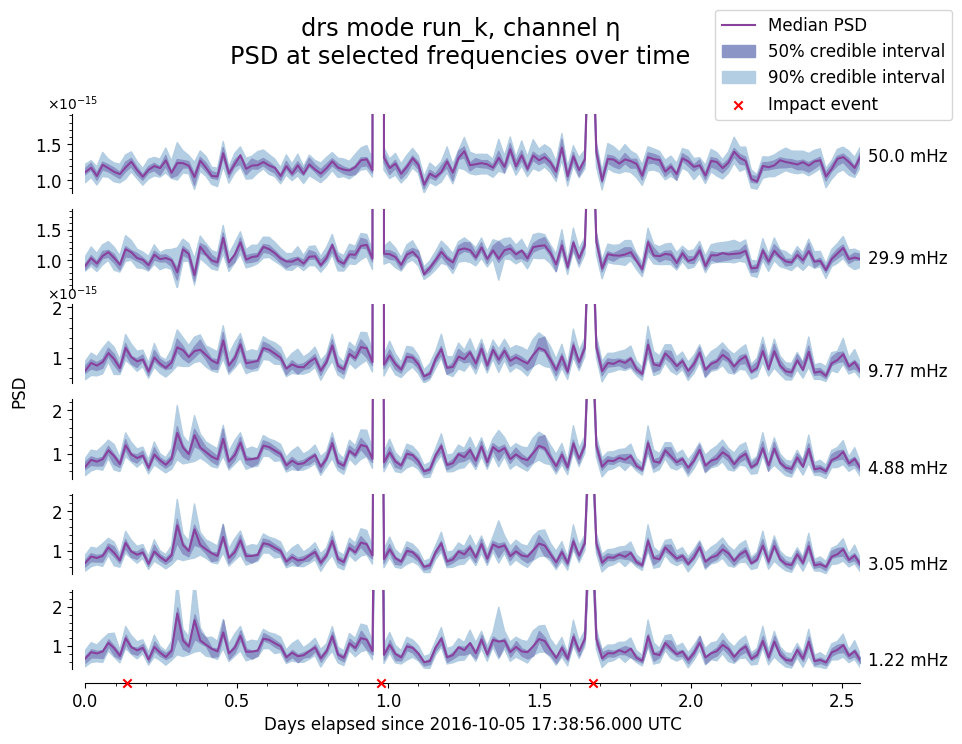 drs mode run_k, channel η
PSD at selected frequencies over time
Median PSD
50% credible interval
90% credible interval
Impact event
×10⁻¹⁵
1.5
1.0
50.0 mHz
1.5
1.0
29.9 mHz
×10⁻¹⁵
2
1
9.77 mHz
PSD
2
1
4.88 mHz
2
1
3.05 mHz
2
1
1.22 mHz
0.0 0.5 1.0 1.5 2.0 2.5
Days elapsed since 2016-10-05 17:38:56.000 UTC